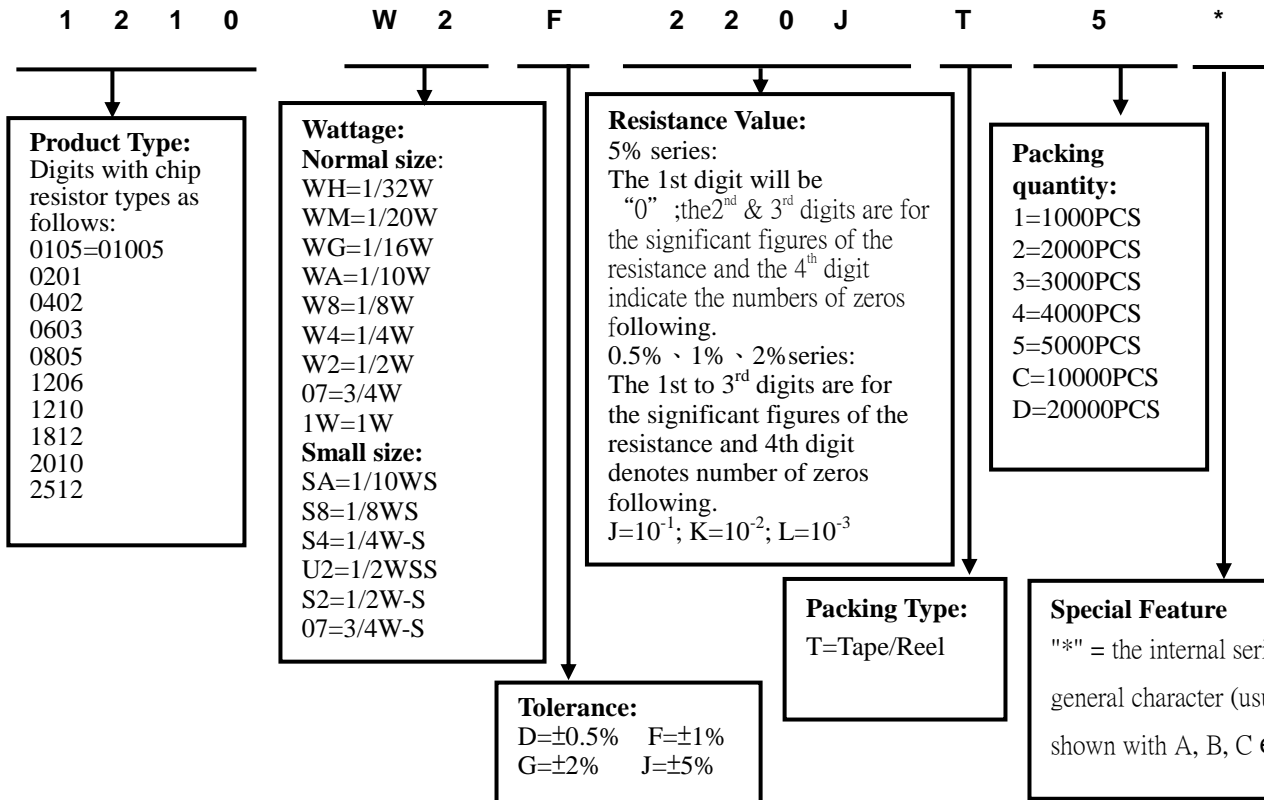 1 2 1 0 W 2 F 2 2 0 J T 5 *
Product Type:
Digits with chip
resistor types as
follows:
0105=01005
0201
0402
0603
0805
1206
1210
1812
2010
2512
Wattage:
Normal size:
WH=1/32W
WM=1/20W
WG=1/16W
WA=1/10W
W8=1/8W
W4=1/4W
W2=1/2W
07=3/4W
1W=1W
Small size:
SA=1/10WS
S8=1/8WS
S4=1/4W-S
U2=1/2WSS
S2=1/2W-S
07=3/4W-S
Tolerance:
D=±0.5% F=±1%
G=±2% J=±5%
Resistance Value:
5% series:
The 1st digit will be
“0” ;the2nd & 3rd digits are for
the significant figures of the
resistance and the 4th digit
indicate the numbers of zeros
following.
0.5%、1%、2%series:
The 1st to 3rd digits are for
the significant figures of the
resistance and 4th digit
denotes number of zeros
following.
J=10-1; K=10-2; L=10-3
Packing Type:
T=Tape/Reel
Packing
quantity:
1=1000PCS
2=2000PCS
3=3000PCS
4=4000PCS
5=5000PCS
C=10000PCS
D=20000PCS
Special Feature
"*" = the internal
general character
shown with A, B, C